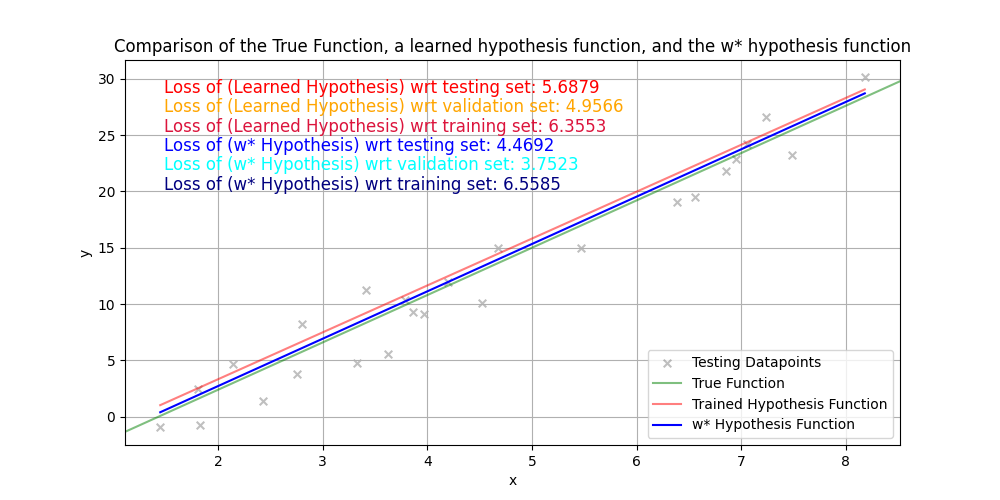 Comparison of the True Function, a learned hypothesis function, and the w* hypothesis function
Loss of (Learned Hypothesis) wrt testing set: 5.6879
Loss of (Learned Hypothesis) wrt validation set: 4.9566
Loss of (Learned Hypothesis) wrt training set: 6.3553
Loss of (w* Hypothesis) wrt testing set: 4.4692
Loss of (w* Hypothesis) wrt validation set: 3.7523
Loss of (w* Hypothesis) wrt training set: 6.5585
30
25
20
15
10
5
0
y
Testing Datapoints
True Function
Trained Hypothesis Function
w* Hypothesis Function
2 3 4 5 6 7 8
x